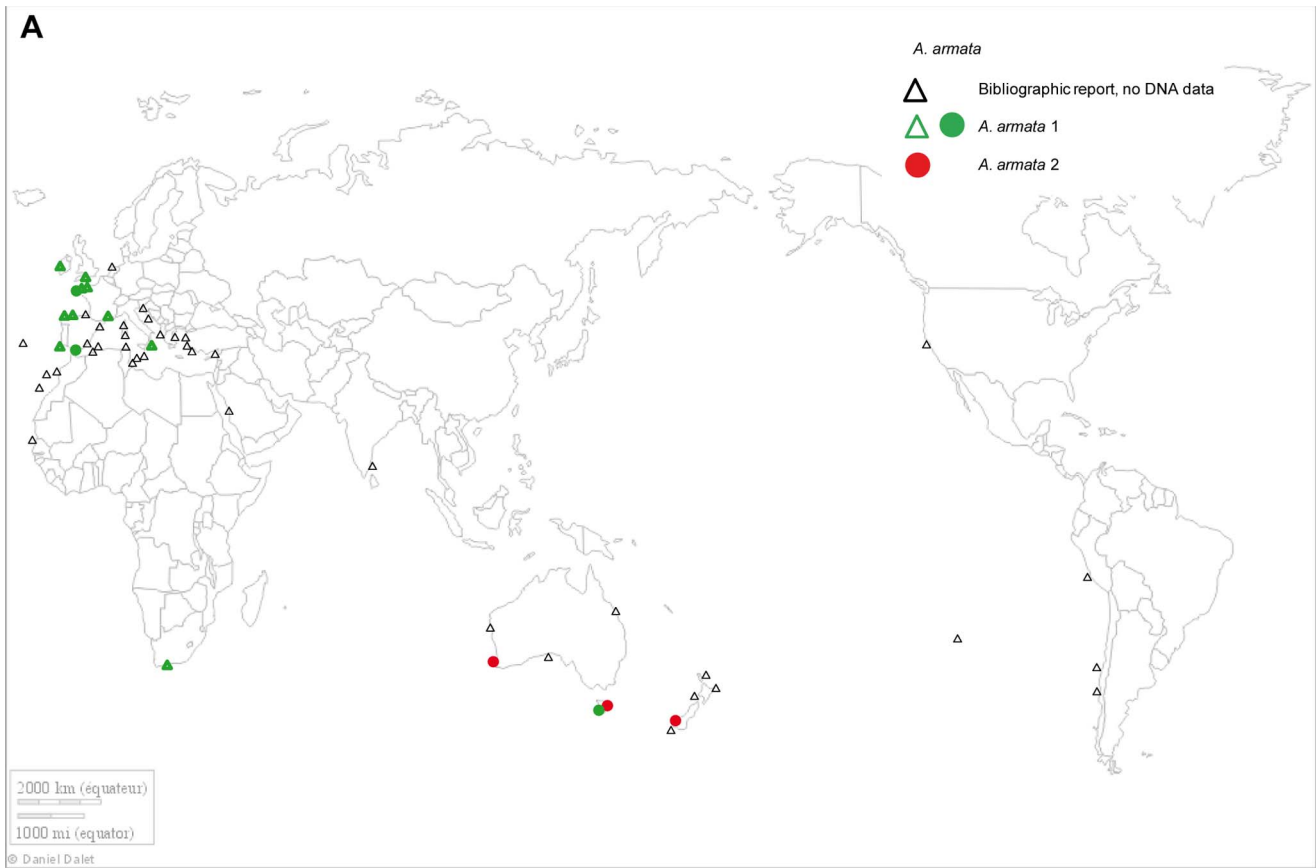 A
A. armata
Bibliographic report, no DNA data
A. armata 1
A. armata 2
2000 km (équateur)
1000 mi (equator)
© Daniel Dalet